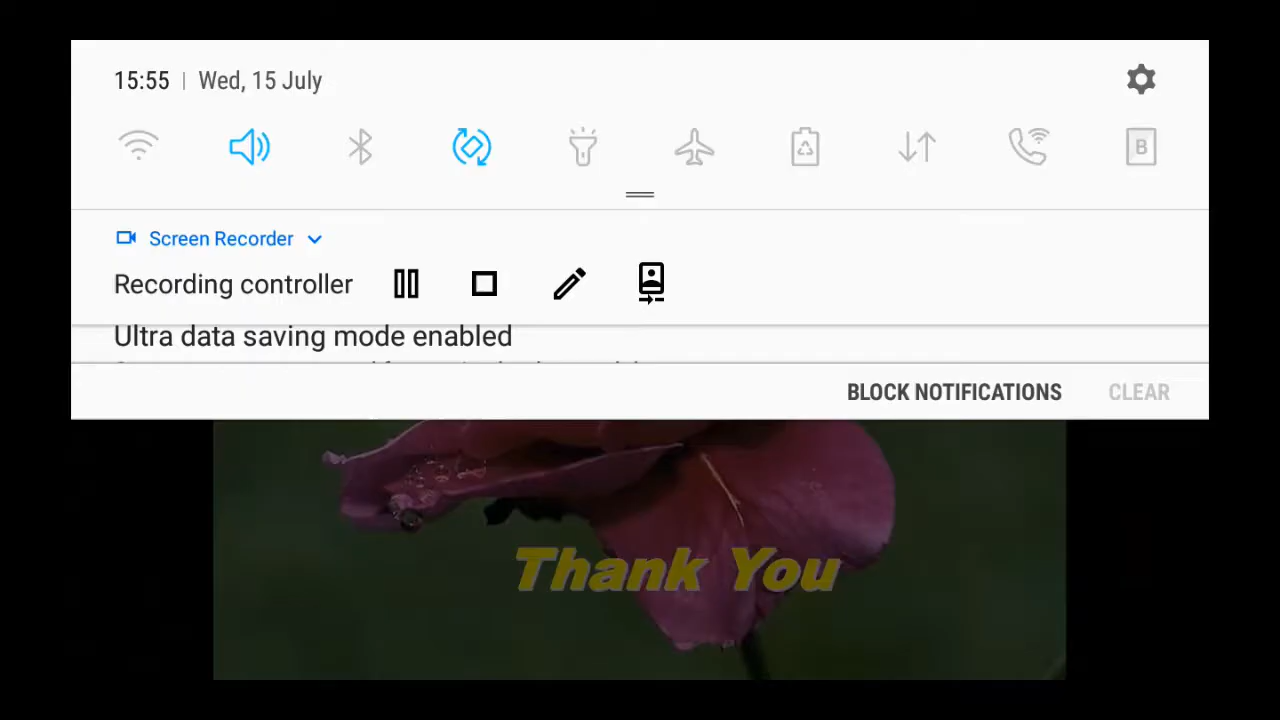 15:55 | Wed, 15 July
B
Screen Recorder
Recording controller
Ultra data saving mode enabled
BLOCK NOTIFICATIONS CLEAR
Thank You